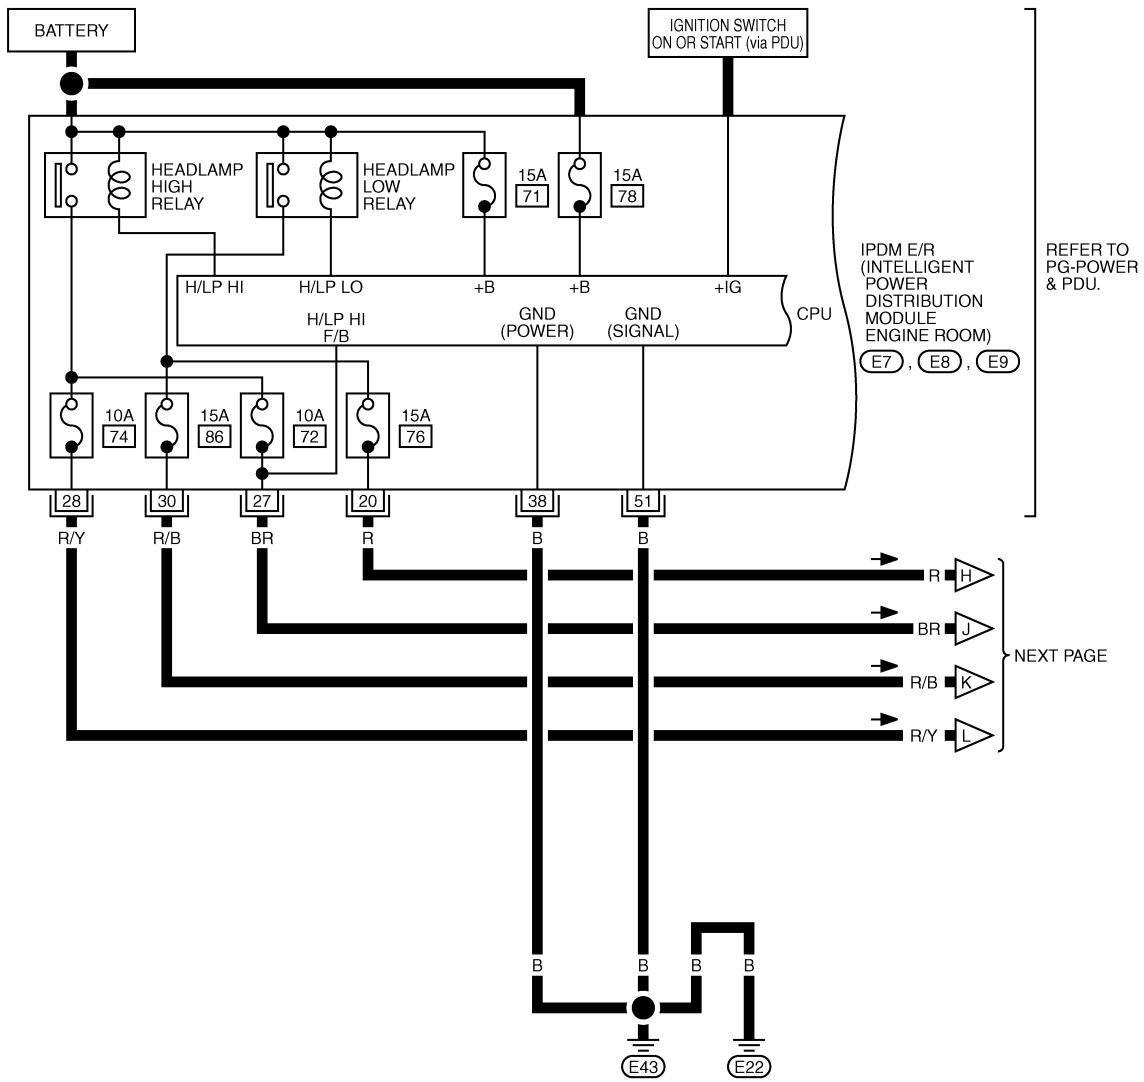 BATTERY
IGNITION SWITCH
ON OR START (via PDU)
HEADLAMP
HIGH
RELAY
HEADLAMP
LOW
RELAY
15A
71
15A
78
IPDM E/R
(INTELLIGENT
POWER
DISTRIBUTION
MODULE
ENGINE ROOM)
E7 , E8 , E9
REFER TO
PG-POWER
& PDU.
H/LP HI
H/LP LO
+B
+B
+IG
H/LP HI
F/B
GND
(POWER)
GND
(SIGNAL)
CPU
10A
74
15A
86
10A
72
15A
76
28
30
27
20
38
51
R/Y
R/B
BR
R
B
B
R
H
BR
J
R/B
K
R/Y
L
NEXT PAGE
B
B
B
B
E43
E22